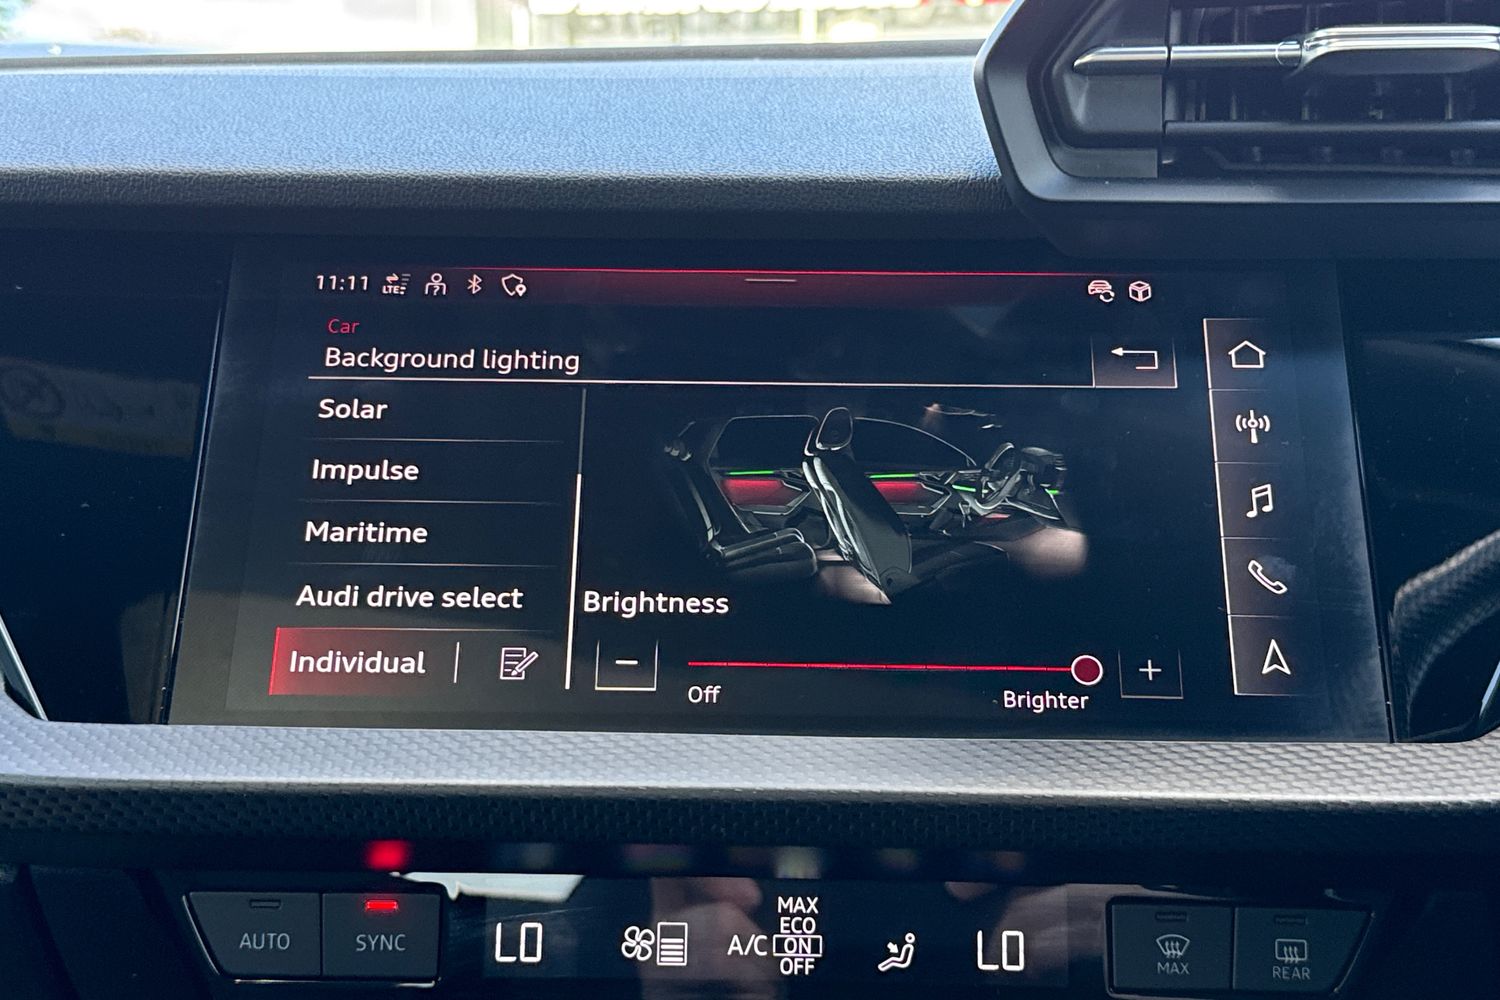 11:11
LTE
Car
Background lighting
Solar
Impulse
Maritime
Audi drive select
Individual
Brightness
Off
Brighter
AUTO
SYNC
LO
A/C
MAX
ECO
ON
OFF
LO
MAX
REAR